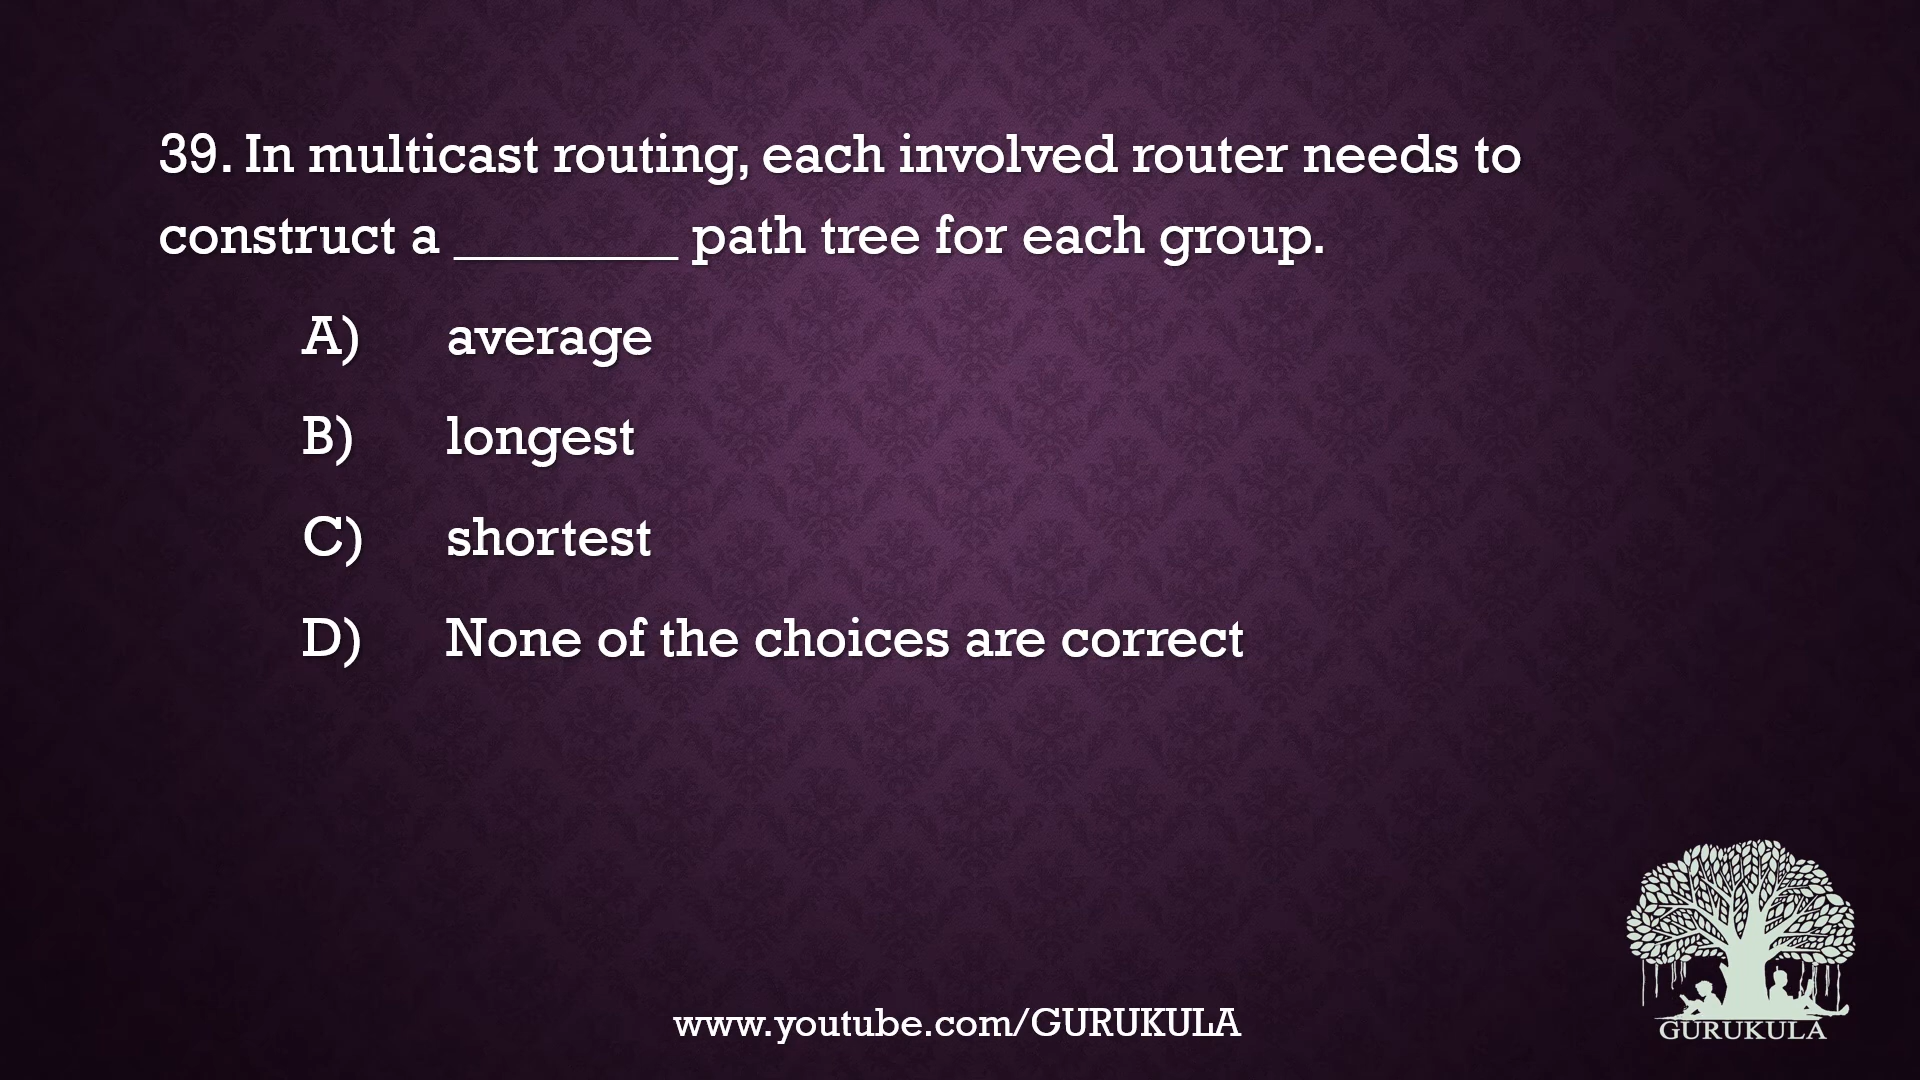 39. In multicast routing, each involved router needs to
construct a ________ path tree for each group.
A) average
B) longest
C) shortest
D) None of the choices are correct
www.youtube.com/GURUKULA
GURUKULA